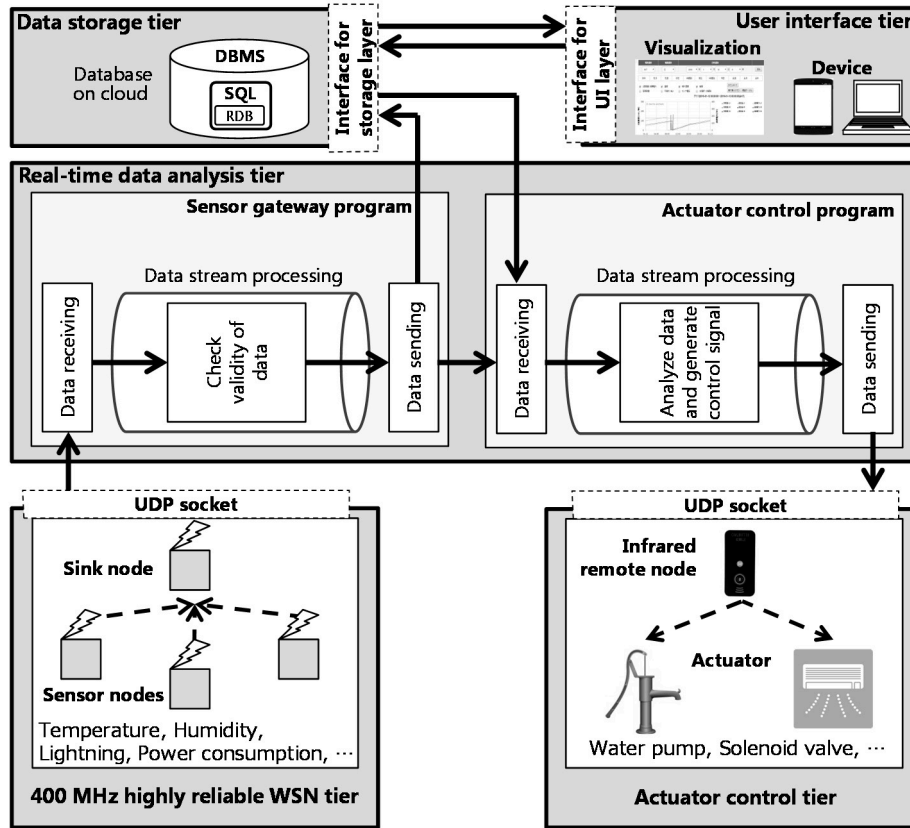 Data storage tier
DBMS
SQL
RDB
Database
on cloud
Interface for
storage layer
Interface for
UI layer
User interface tier
Visualization
Device
Real-time data analysis tier
Sensor gateway program
Data stream processing
Data receiving
Check
validity of
data
Data sending
Actuator control program
Data stream processing
Data receiving
Analyze data
and generate
control signal
Data sending
UDP socket
Sink node
Sensor nodes
Temperature, Humidity,
Lightning, Power consumption, ⋯
400 MHz highly reliable WSN tier
UDP socket
Infrared
remote node
Actuator
Water pump, Solenoid valve, ⋯
Actuator control tier